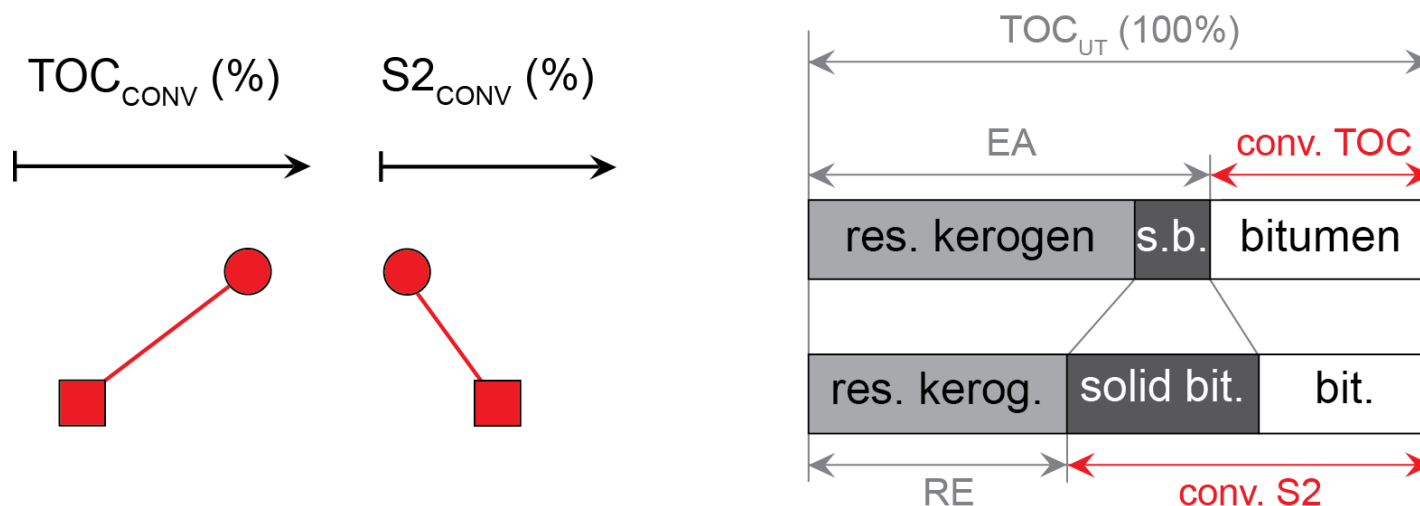 TOC_CONV (%)
S2_CONV (%)
TOC_UT (100%)
EA
conv. TOC
res. kerogen
s.b.
bitumen
res. kerog.
solid bit.
bit.
RE
conv. S2